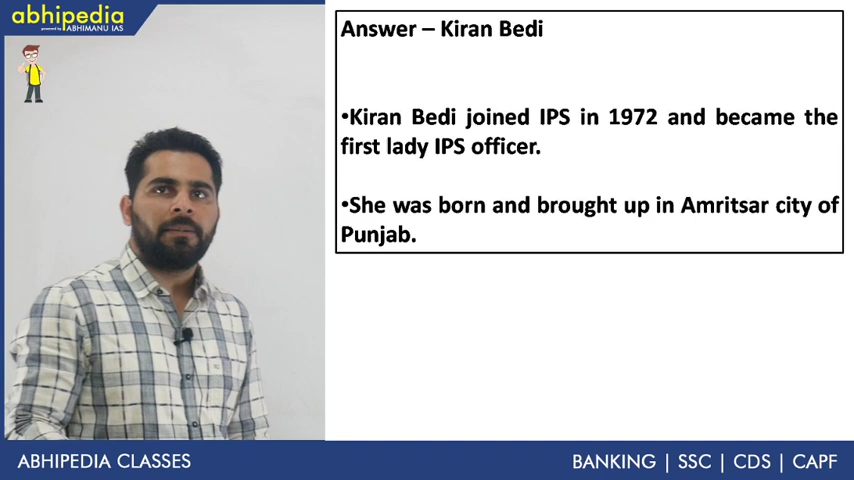 abhipedia
powered by ABHIMANU IAS
Answer – Kiran Bedi
•Kiran Bedi joined IPS in 1972 and became the
first lady IPS officer.
•She was born and brought up in Amritsar city of
Punjab.
ABHIPEDIA CLASSES
BANKING | SSC | CDS | CAPF